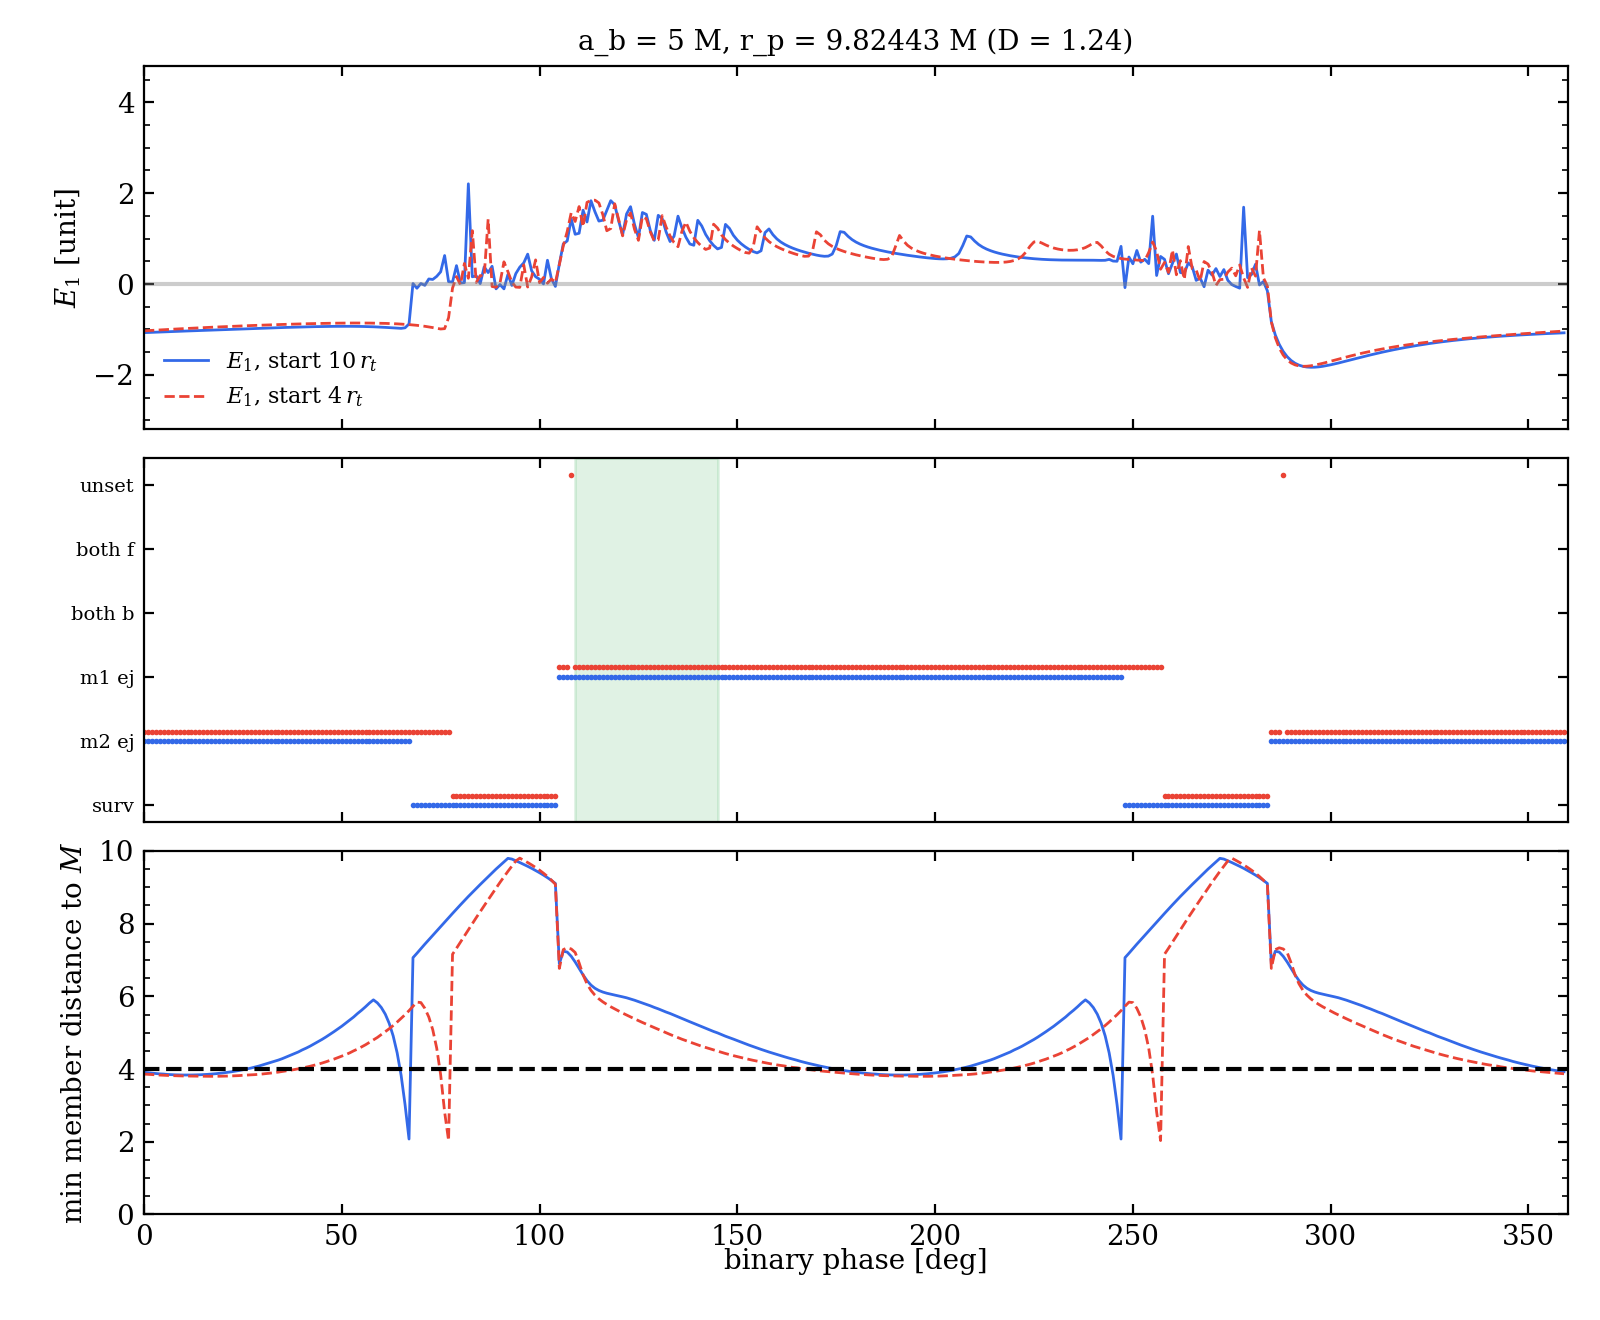 a_b = 5 M, r_p = 9.82443 M (D = 1.24)
E₁ [unit]
4
2
0
−2
E₁, start 10 rₜ
E₁, start 4 rₜ
unset
both f
both b
m1 ej
m2 ej
surv
min member distance to M
10
8
6
4
2
0
0 50 100 150 200 250 300 350
binary phase [deg]